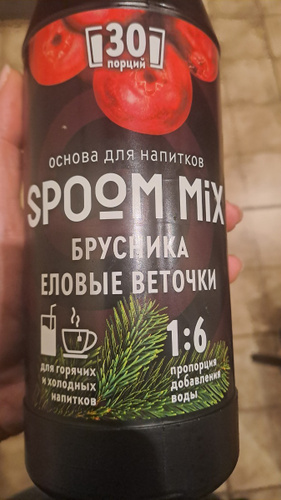 30
порций
основа для напитков
SPOOM MiX
БРУСНИКА
ЕЛОВЫЕ ВЕТОЧКИ
для горячих
и холодных
напитков
1:6
пропорция
добавления
воды